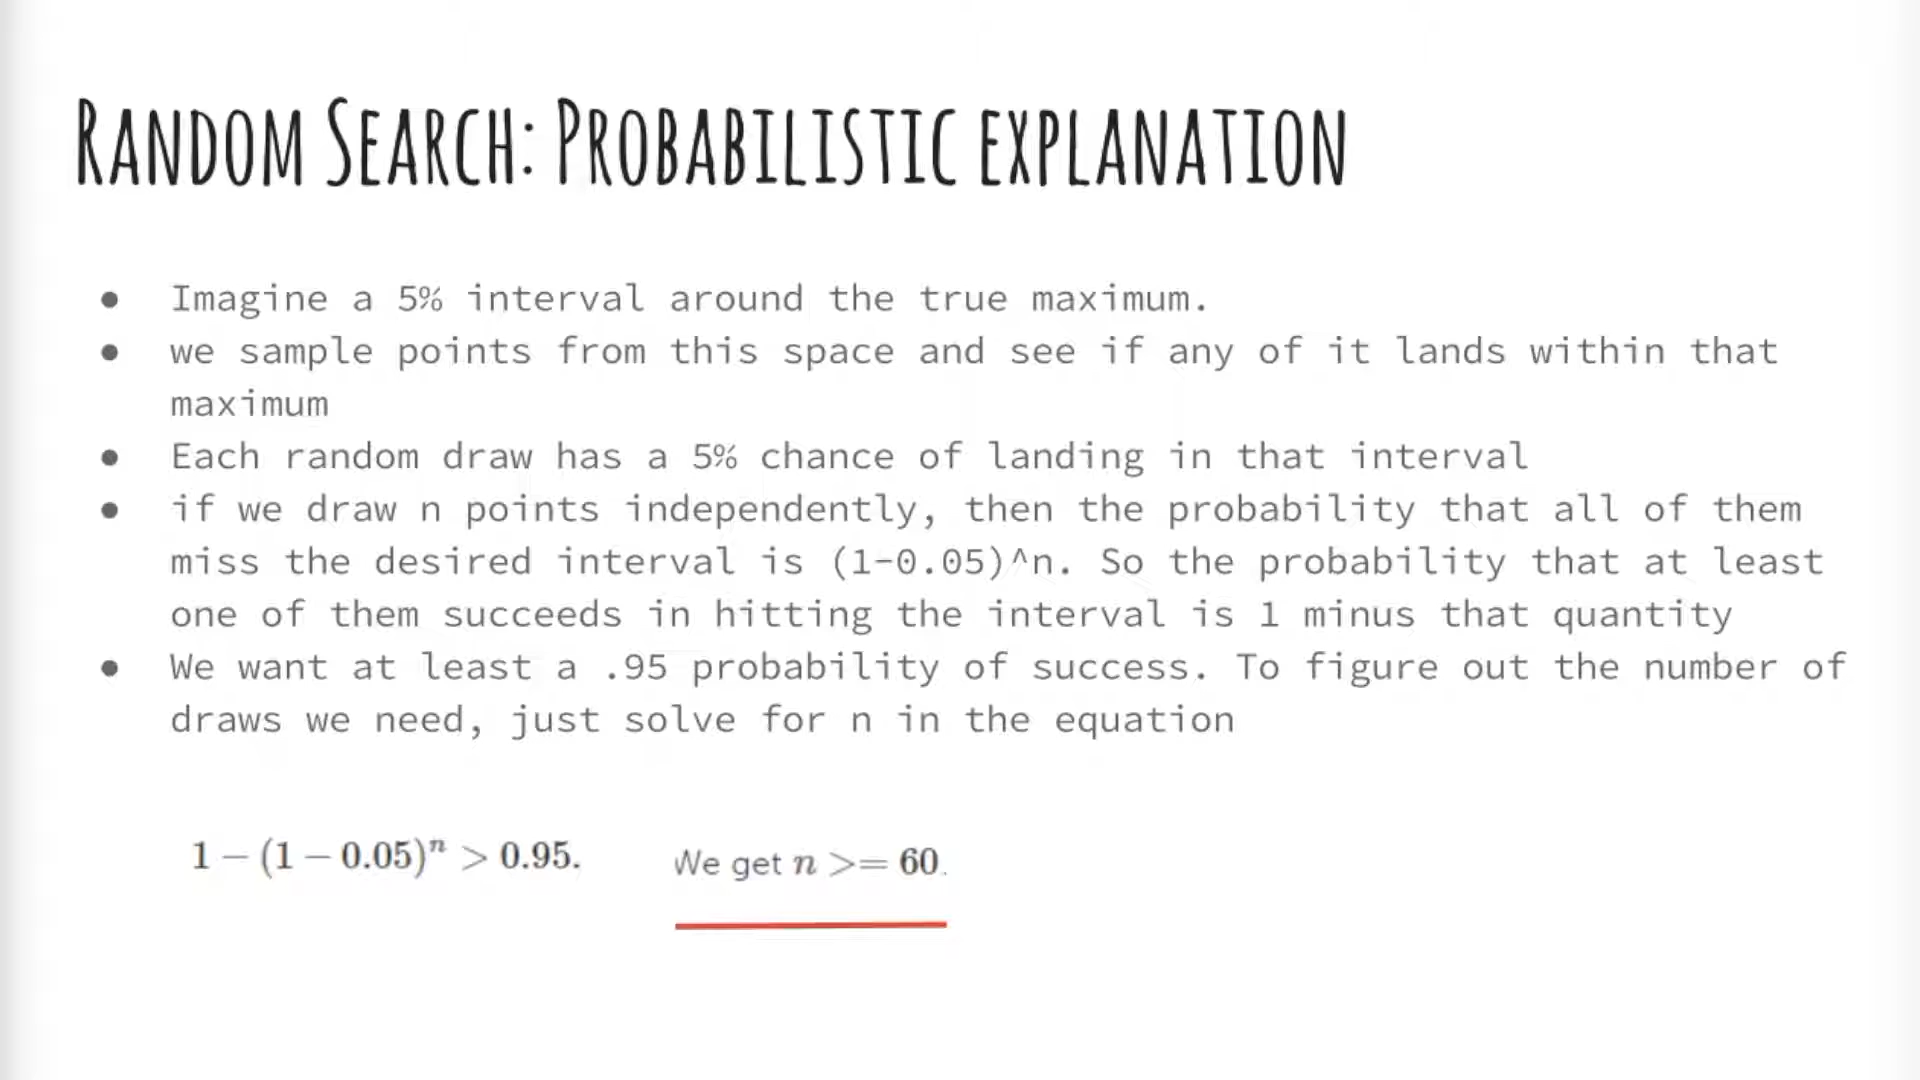 Random Search: Probabilistic explanation
● Imagine a 5% interval around the true maximum.
● we sample points from this space and see if any of it lands within that
maximum
● Each random draw has a 5% chance of landing in that interval
● if we draw n points independently, then the probability that all of them
miss the desired interval is (1-0.05)^n. So the probability that at least
one of them succeeds in hitting the interval is 1 minus that quantity
● We want at least a .95 probability of success. To figure out the number of
draws we need, just solve for n in the equation
1 − (1 − 0.05)ⁿ > 0.95. We get n >= 60.